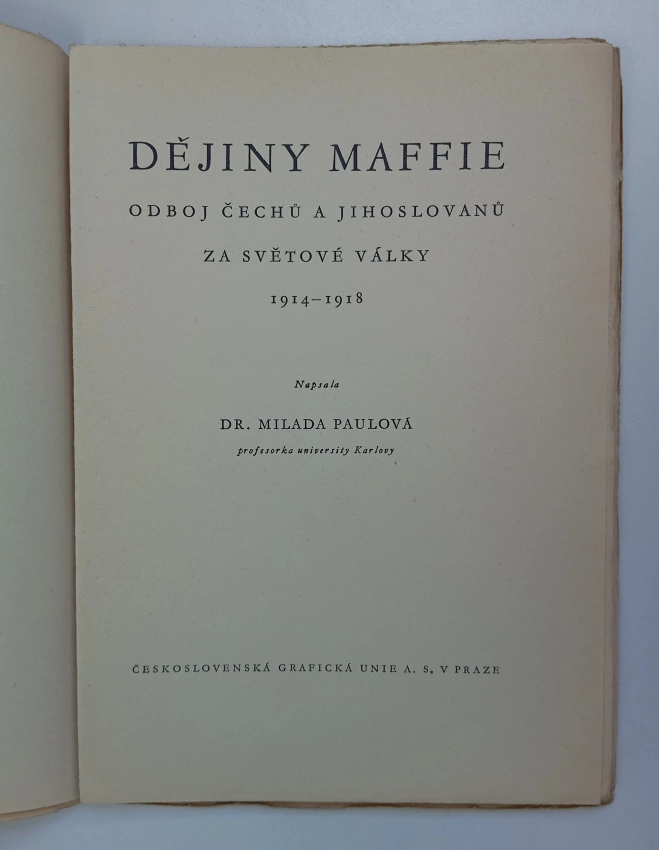 DĚJINY MAFFIE
ODBOJ ČECHŮ A JIHOSLOVANŮ
ZA SVĚTOVÉ VÁLKY
1914–1918
Napsala
DR. MILADA PAULOVÁ
profesorka university Karlovy
ČESKOSLOVENSKÁ GRAFICKÁ UNIE A. S. V PRAZE